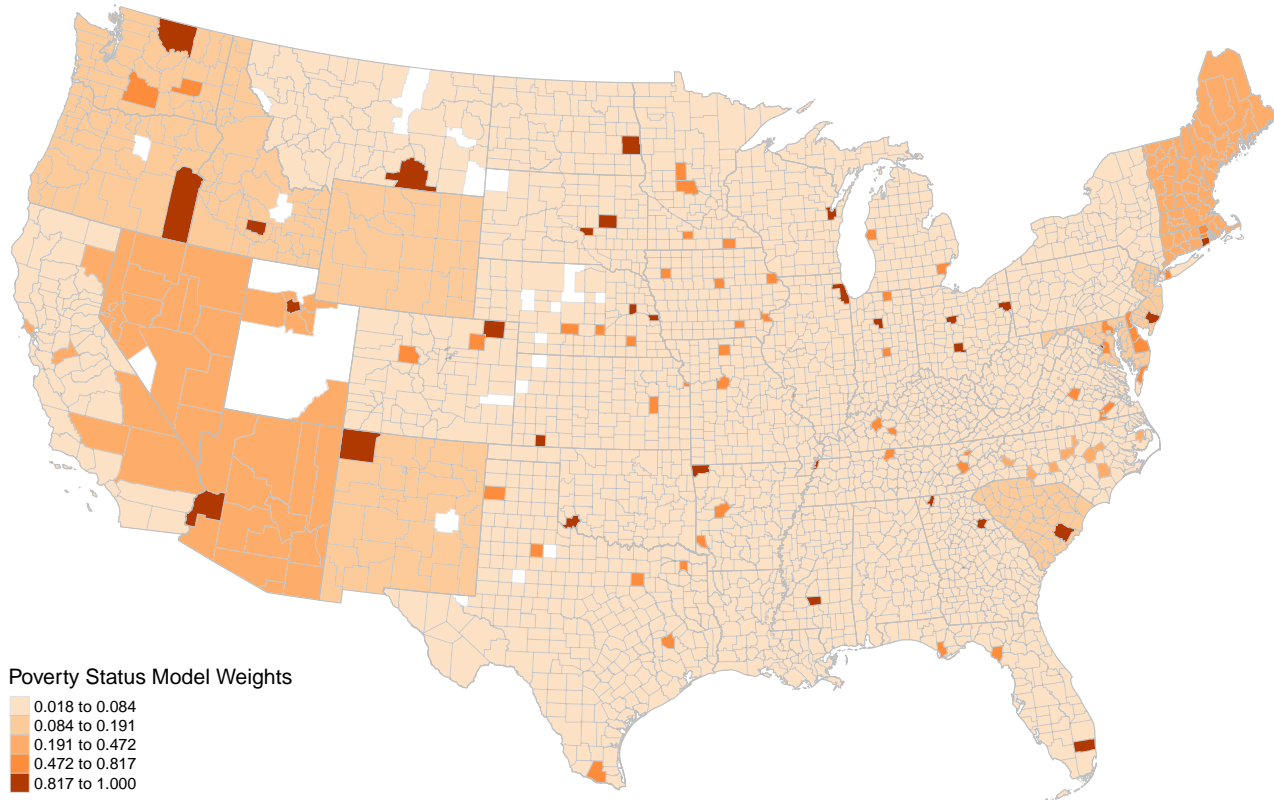 Poverty Status Model Weights
0.018 to 0.084
0.084 to 0.191
0.191 to 0.472
0.472 to 0.817
0.817 to 1.000